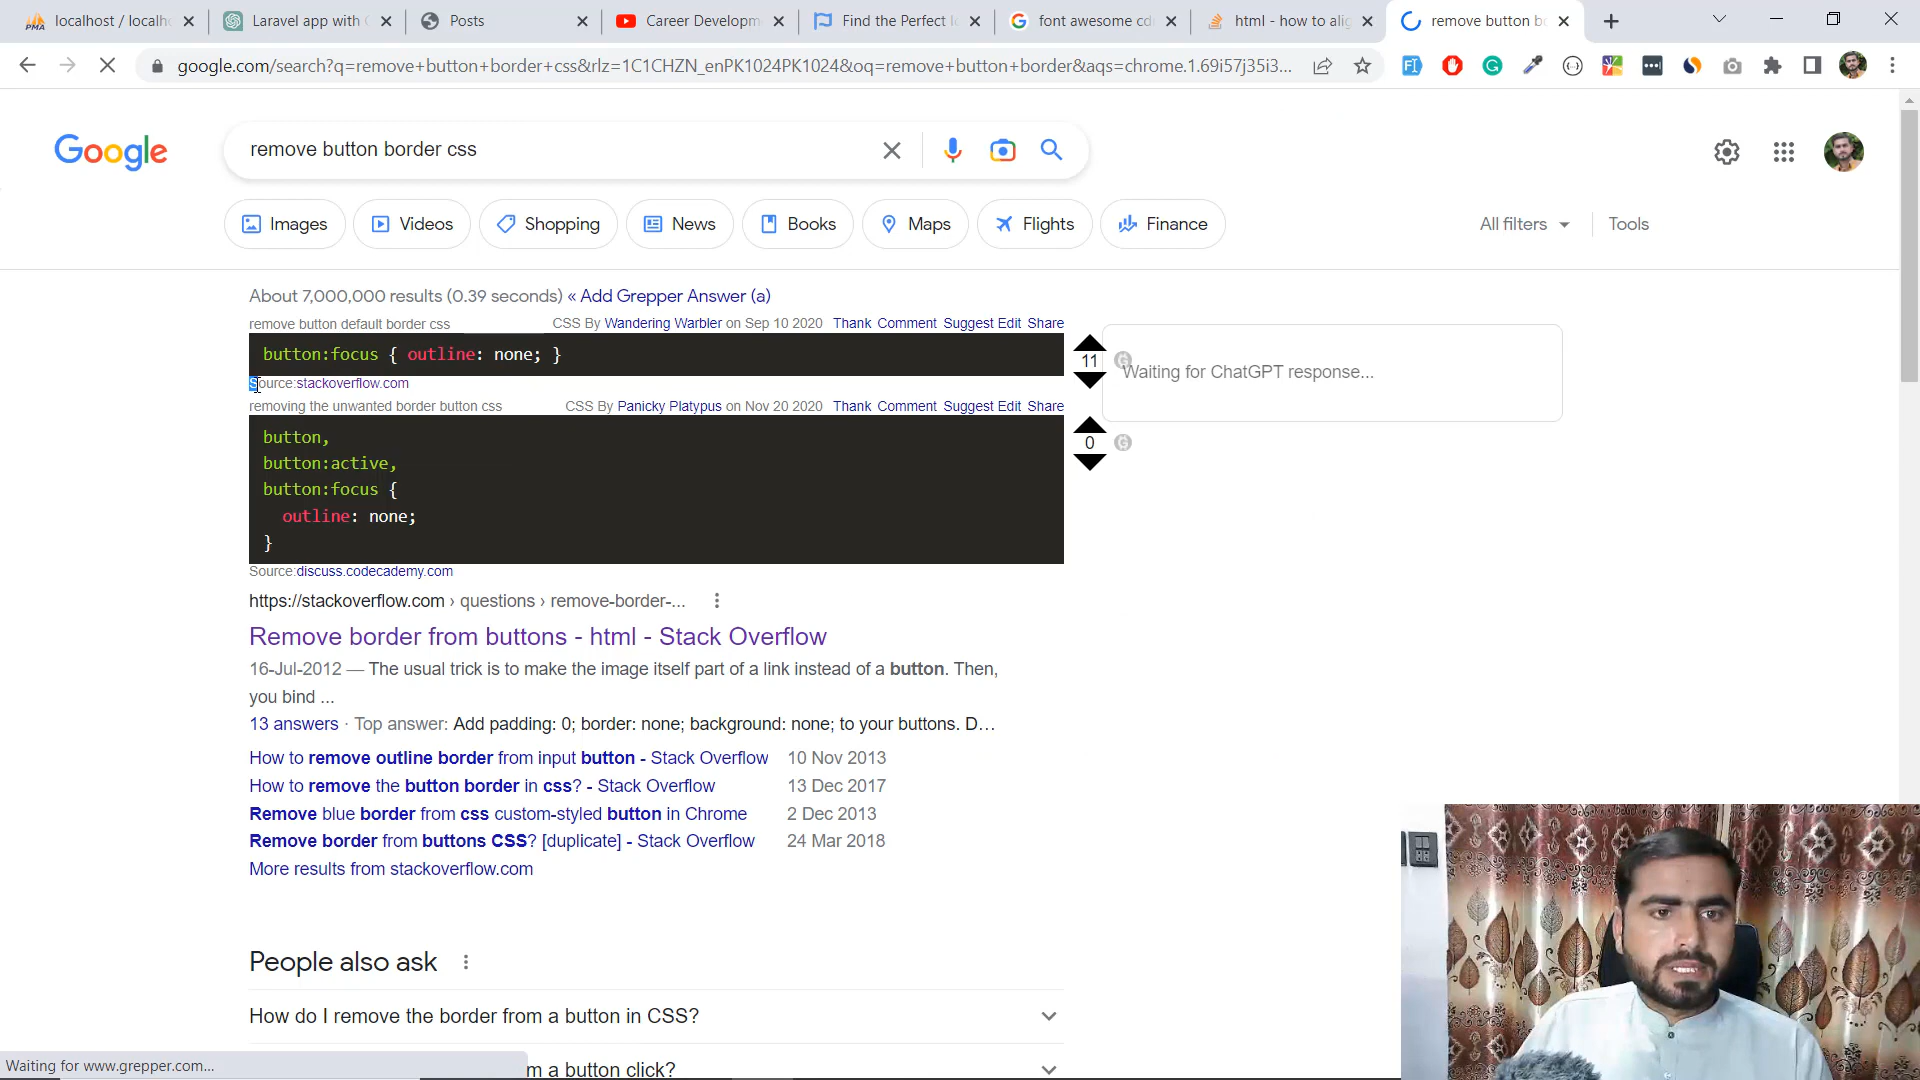 localhost / localh
Laravel app with
Posts
Career Developm
Find the Perfect
font awesome cd
html - how to alig
remove button b
google.com/search?q=remove+button+border+css&rlz=1C1CHZN_enPK1024PK1024&oq=remove+button+border&aqs=chrome.1.69i57j35i3...
Google
remove button border css
Images
Videos
Shopping
News
Books
Maps
Flights
Finance
All filters
Tools
About 7,000,000 results (0.39 seconds) « Add Grepper Answer (a)
remove button default border css
CSS By Wandering Warbler on Sep 10 2020 Thank Comment Suggest Edit Share
button:focus { outline: none; }
11
Waiting for ChatGPT response...
Source:stackoverflow.com
removing the unwanted border button css
CSS By Panicky Platypus on Nov 20 2020 Thank Comment Suggest Edit Share
button,
button:active,
button:focus {
outline: none;
}
0
Source:discuss.codecademy.com
https://stackoverflow.com › questions › remove-border-...
Remove border from buttons - html - Stack Overflow
16-Jul-2012 — The usual trick is to make the image itself part of a link instead of a button. Then,
you bind ...
13 answers · Top answer: Add padding: 0; border: none; background: none; to your buttons. D...
How to remove outline border from input button - Stack Overflow 10 Nov 2013
How to remove the button border in css? - Stack Overflow 13 Dec 2017
Remove blue border from css custom-styled button in Chrome 2 Dec 2013
Remove border from buttons CSS? [duplicate] - Stack Overflow 24 Mar 2018
More results from stackoverflow.com
People also ask
How do I remove the border from a button in CSS?
m a button click?
Waiting for www.grepper.com...